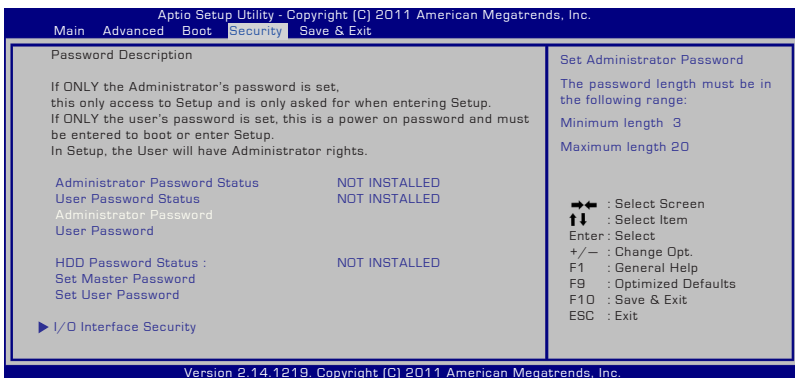 Aptio Setup Utility - Copyright (C) 2011 American Megatrends, Inc.
Main Advanced Boot Security Save & Exit
Password Description
If ONLY the Administrator's password is set,
this only access to Setup and is only asked for when entering Setup.
If ONLY the user's password is set, this is a power on password and must
be entered to boot or enter Setup.
In Setup, the User will have Administrator rights.
Administrator Password Status NOT INSTALLED
User Password Status NOT INSTALLED
Administrator Password
User Password
HDD Password Status : NOT INSTALLED
Set Master Password
Set User Password
I/O Interface Security
Set Administrator Password
The password length must be in
the following range:
Minimum length 3
Maximum length 20
: Select Screen
: Select Item
Enter : Select
+/— : Change Opt.
F1 : General Help
F9 : Optimized Defaults
F10 : Save & Exit
ESC : Exit
Version 2.14.1219. Copyright (C) 2011 American Megatrends, Inc.